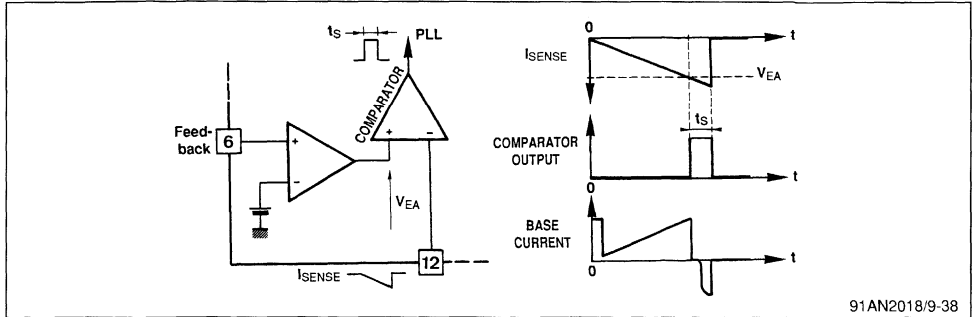 tS
PLL
COMPARATOR
+
−
Feed-
back
6
+
−
VEA
12
ISENSE
0
t
ISENSE
VEA
tS
COMPARATOR
OUTPUT
0
t
BASE
CURRENT
0
t
91AN2018/9-38